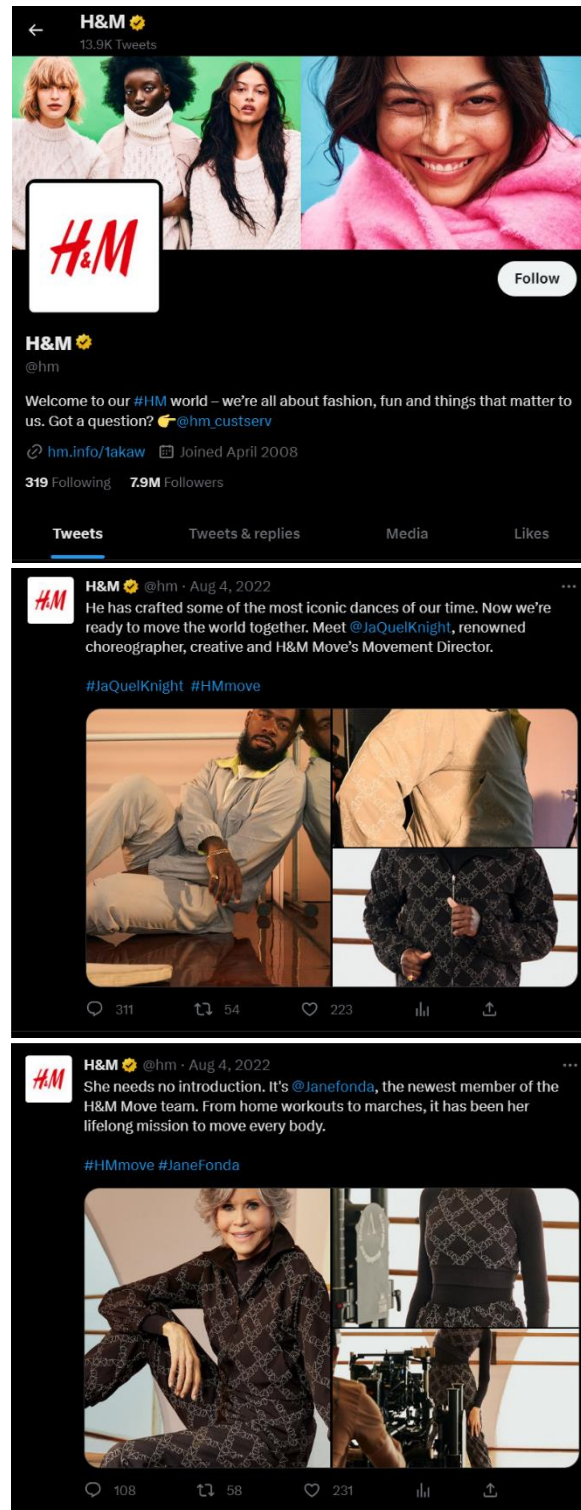 H&M
13.9K Tweets
H&M
Follow
H&M
@hm
Welcome to our #HM world – we're all about fashion, fun and things that matter to
us. Got a question? 👉@hm_custserv
hm.info/1akaw Joined April 2008
319 Following 7.9M Followers
Tweets Tweets & replies Media Likes
H&M
H&M @hm · Aug 4, 2022
He has crafted some of the most iconic dances of our time. Now we're
ready to move the world together. Meet @JaQuelKnight, renowned
choreographer, creative and H&M Move's Movement Director.
#JaQuelKnight #HMmove
311 54 223
H&M
H&M @hm · Aug 4, 2022
She needs no introduction. It's @Janefonda, the newest member of the
H&M Move team. From home workouts to marches, it has been her
lifelong mission to move every body.
#HMmove #JaneFonda
108 58 231